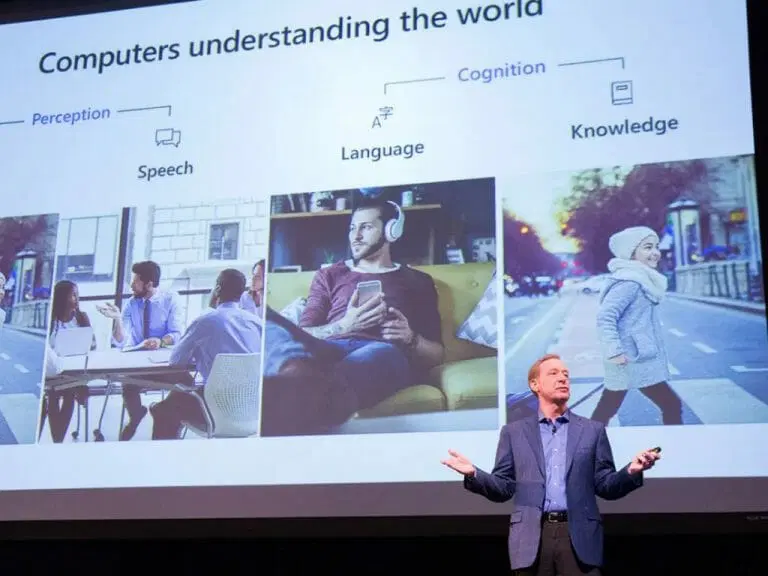 Computers understanding the world
Perception
Cognition
Speech
Language
Knowledge